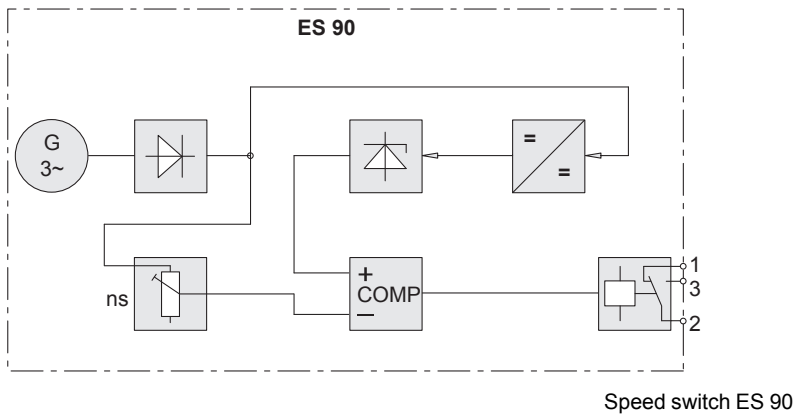 ES 90
G
3~
=
=
ns
+
COMP
–
1
3
2
Speed switch ES 90